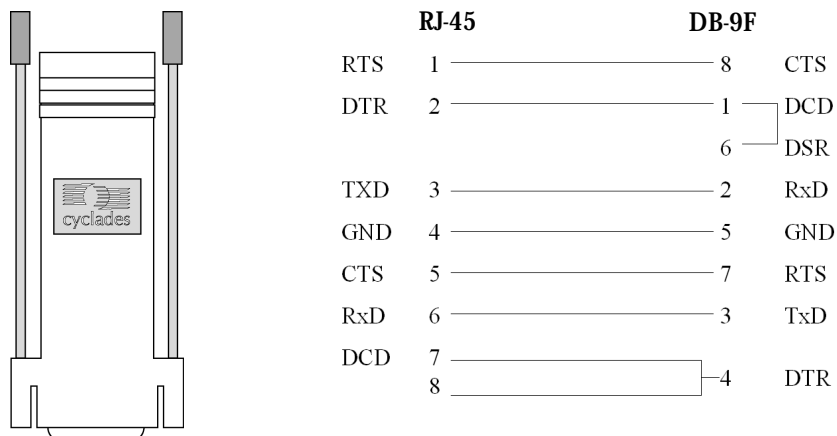 RJ-45 DB-9F
RTS 1 8 CTS
DTR 2 1 DCD
6 DSR
TXD 3 2 RxD
GND 4 5 GND
CTS 5 7 RTS
RxD 6 3 TxD
DCD 7
4 DTR
8
cyclades